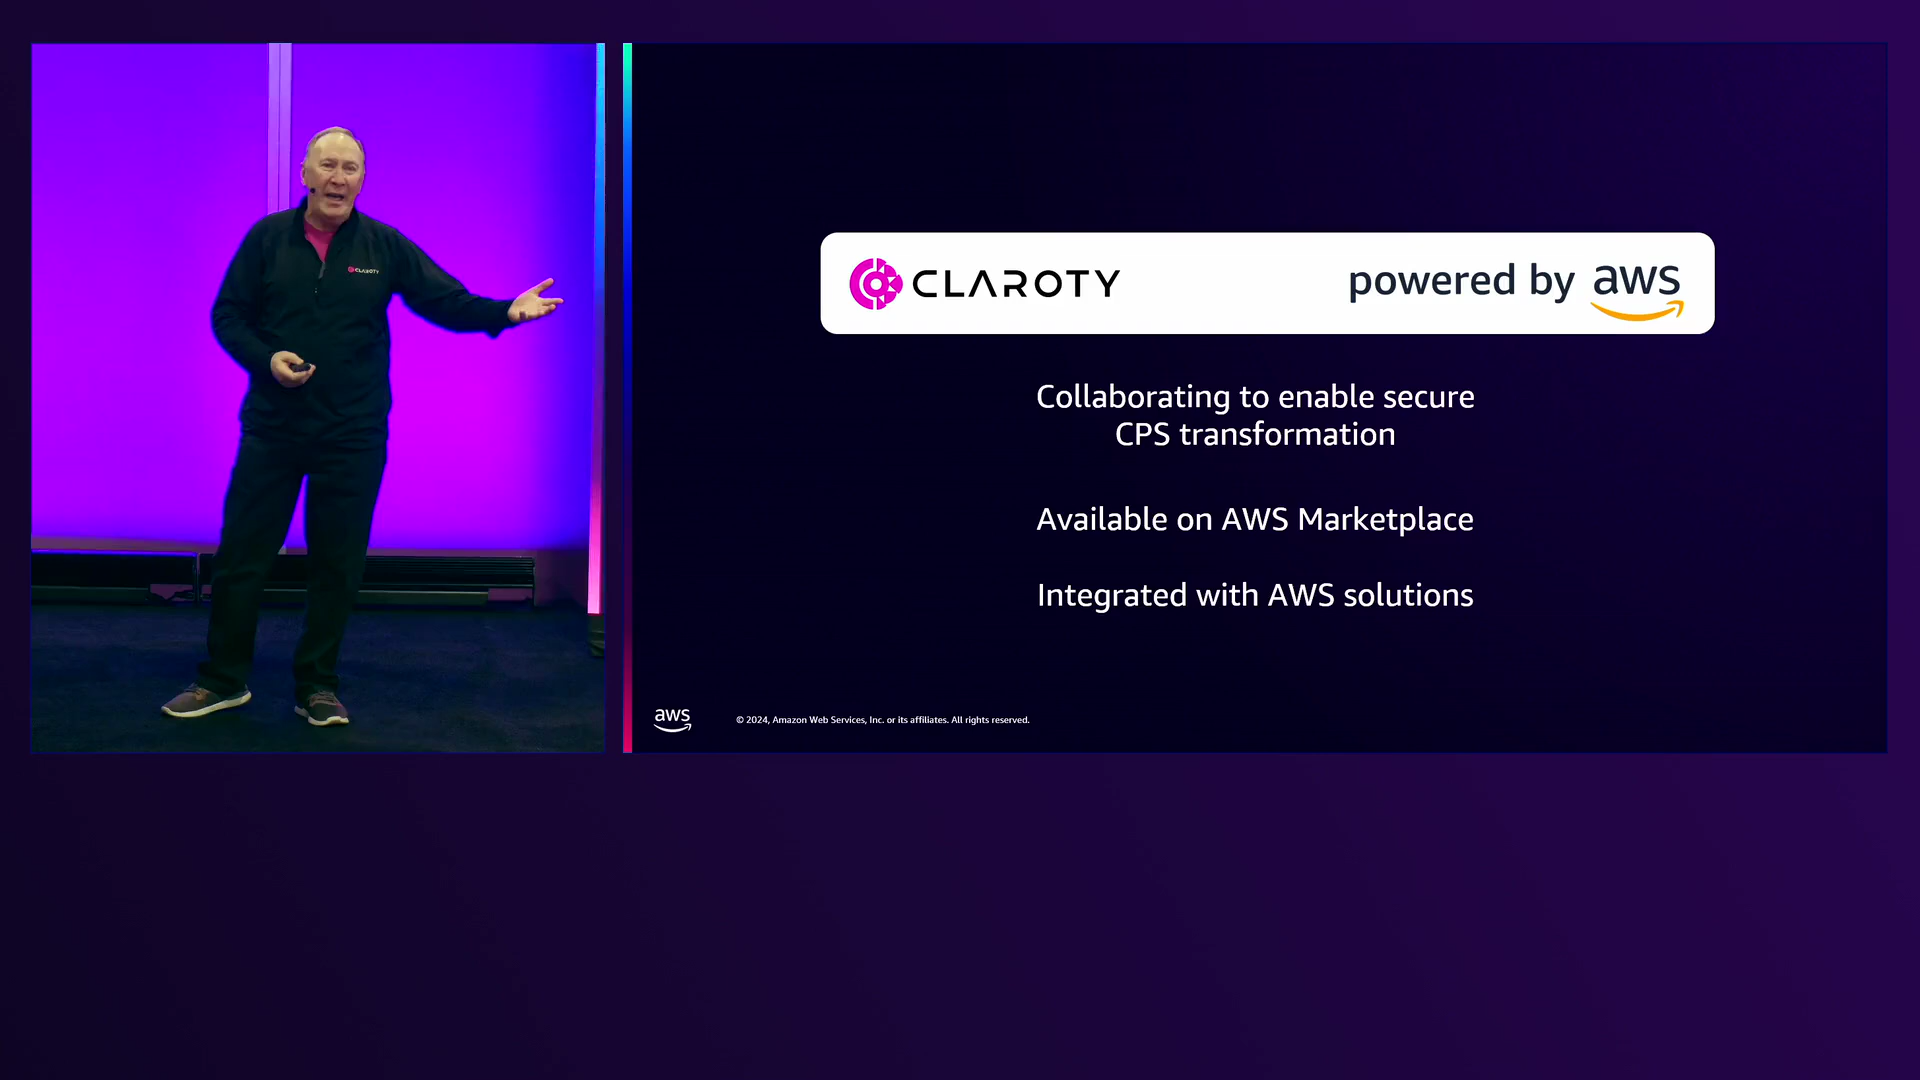 CLAROTY
CLAROTY
powered by aws
Collaborating to enable secure
CPS transformation
Available on AWS Marketplace
Integrated with AWS solutions
aws
© 2024, Amazon Web Services, Inc. or its affiliates. All rights reserved.